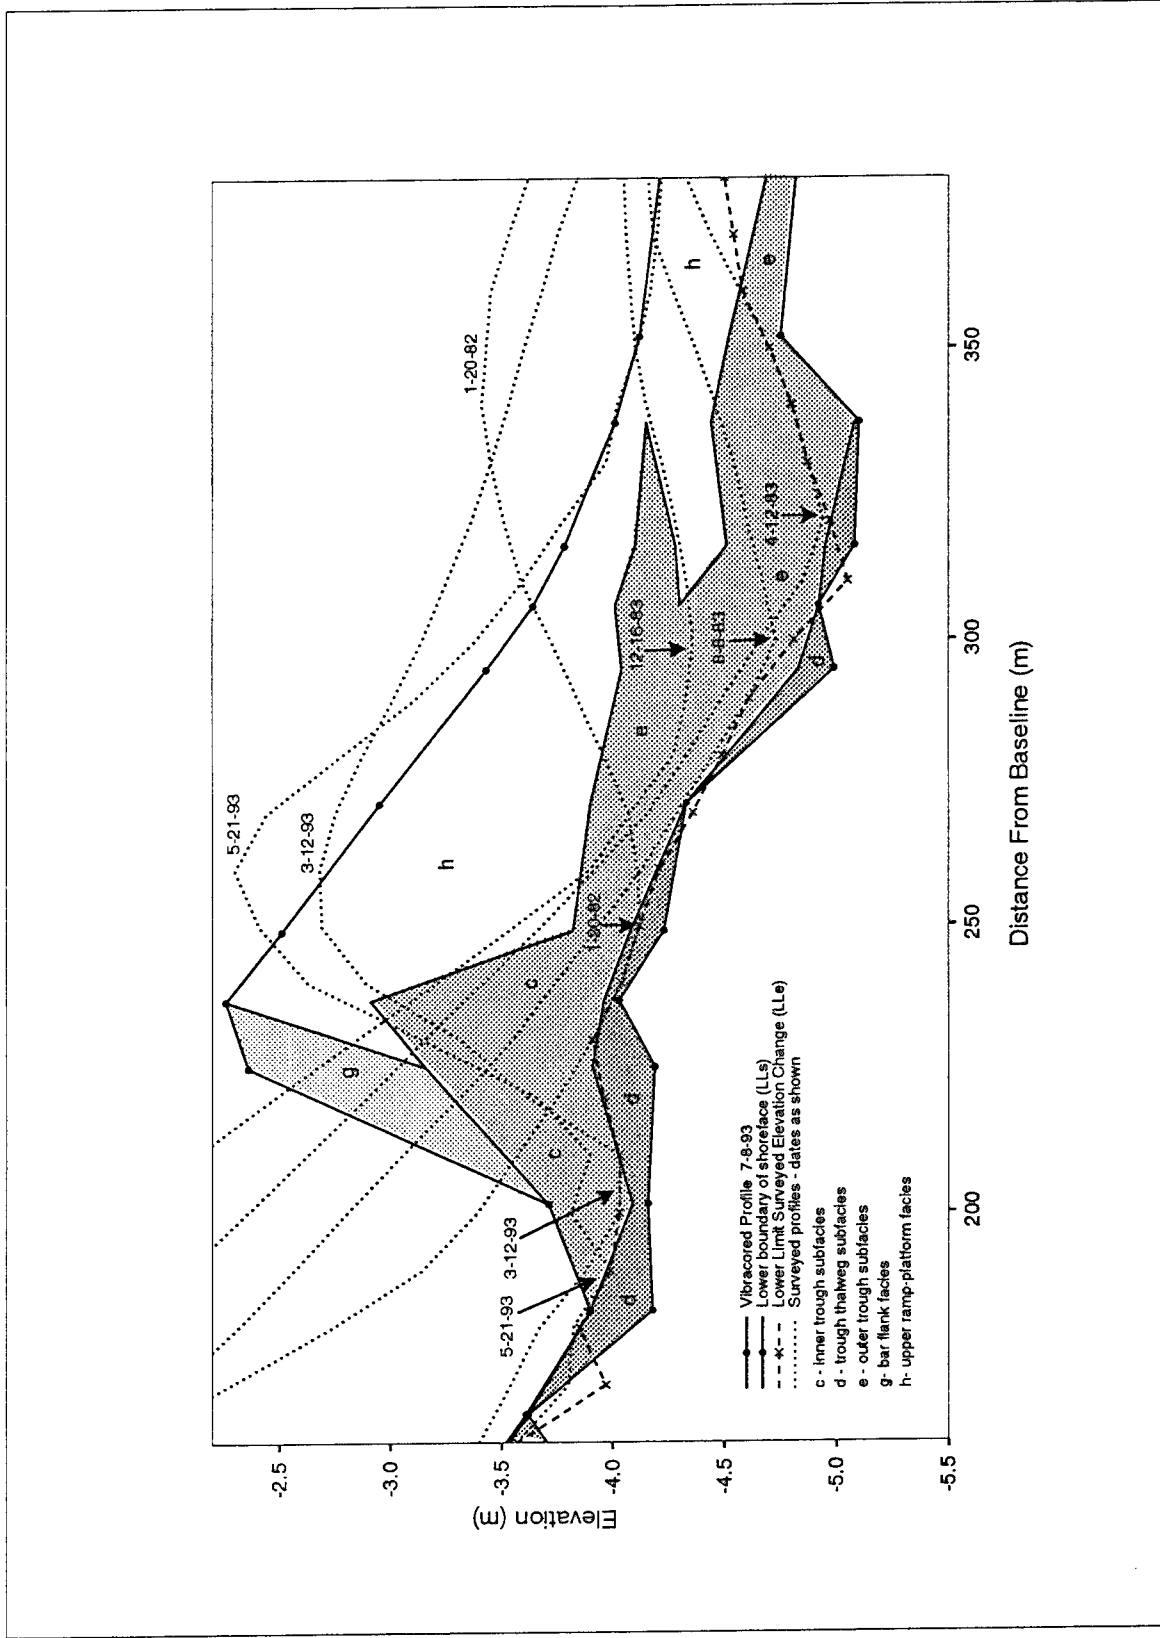 5-21-93
3-12-93
1-20-82
g
c
h
h
e
12-16-83
8-8-83
4-12-83
e
e
1-20-82
5-21-93
3-12-93
c
d
d
d
-2.5
-3.0
-3.5
-4.0
-4.5
-5.0
-5.5
Elevation (m)
200
250
300
350
Distance From Baseline (m)
Vibracored Profile 7-8-93
Lower boundary of shoreface (LLs)
Lower Limit Surveyed Elevation Change (LLe)
Surveyed profiles - dates as shown
c - inner trough subfacies
d - trough thalweg subfacies
e - outer trough subfacies
g- bar flank facies
h- upper ramp-platform facies